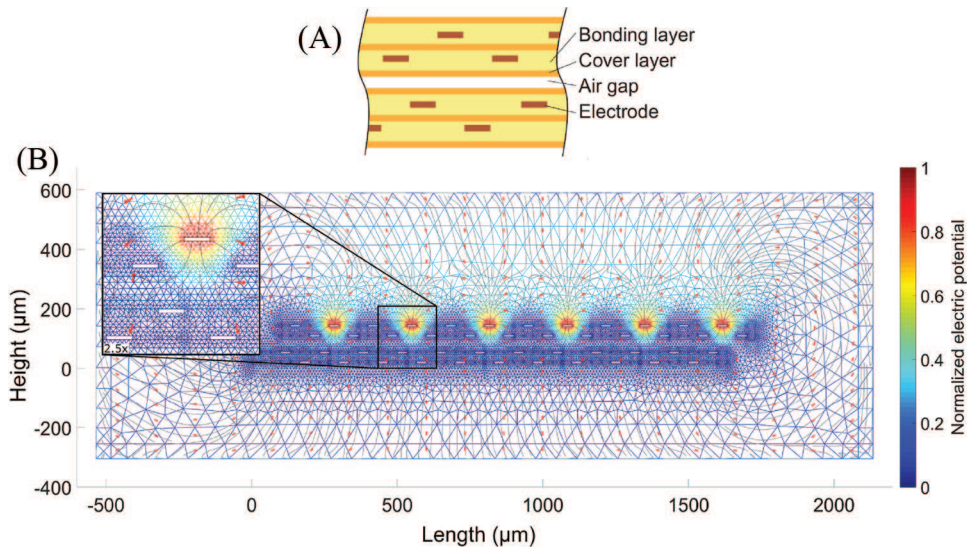 (A)
Bonding layer
Cover layer
Air gap
Electrode
(B)
600
400
200
0
-200
-400
Height (μm)
2.5x
-500
0
500
1000
1500
2000
Length (μm)
1
0.8
0.6
0.4
0.2
0
Normalized electric potential